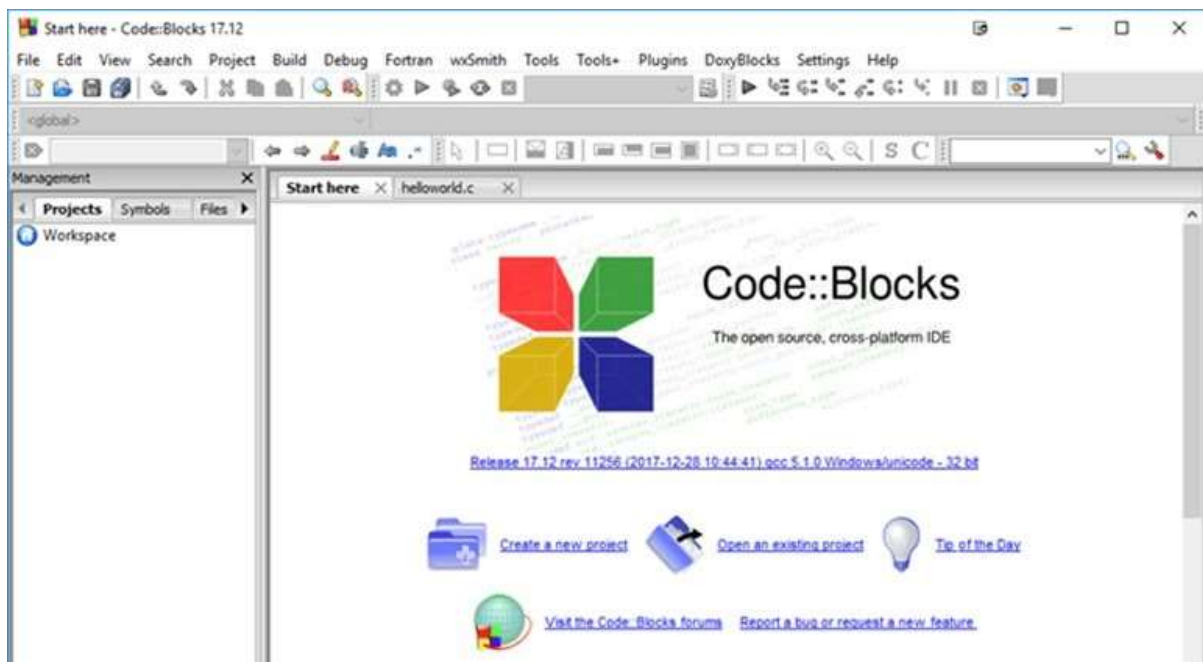 Start here - Code::Blocks 17.12
File Edit View Search Project Build Debug Fortran wxSmith Tools Tools+ Plugins DoxyBlocks Settings Help
<global>
S C
Management
Start here helloworld.c
Projects Symbols Files
Workspace
Code::Blocks
The open source, cross-platform IDE
Release 17.12 rev 11256 (2017-12-28 10:44:41) gcc 5.1.0 Windows/unicode - 32 bit
Create a new project Open an existing project Tip of the Day
Visit the Code::Blocks forums Report a bug or request a new feature